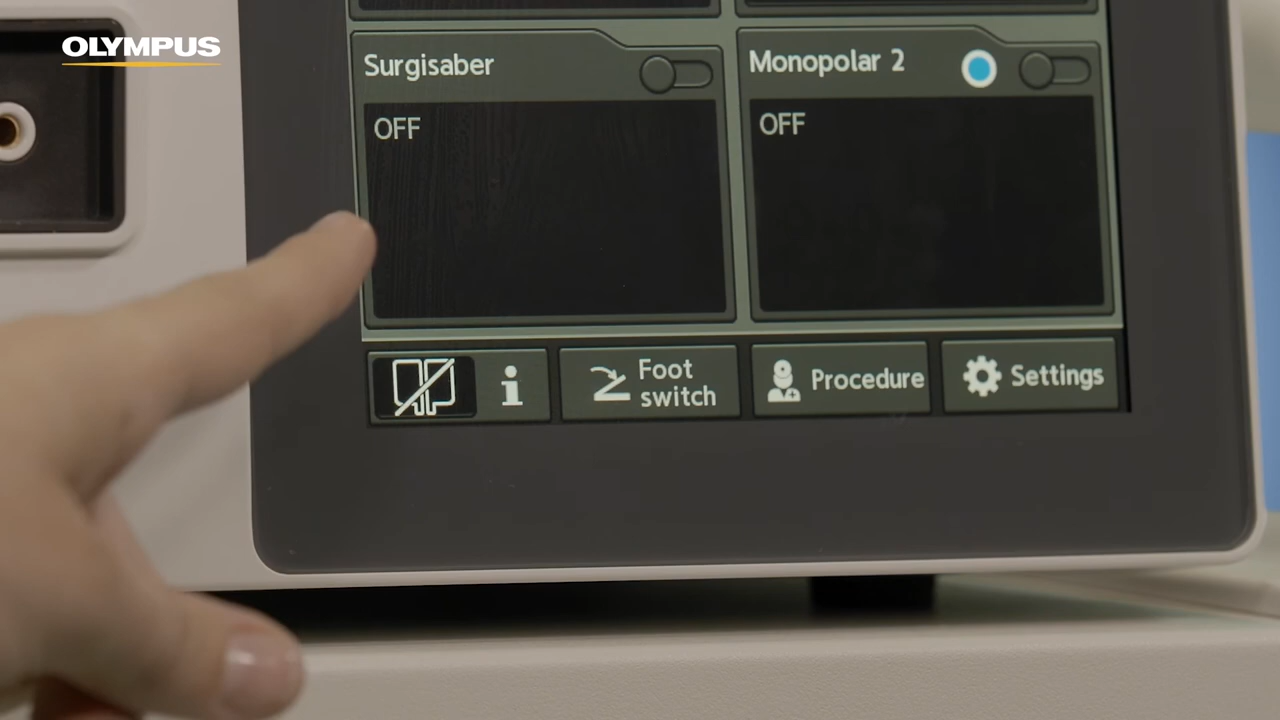 OLYMPUS
Surgisaber
Monopolar 2
OFF
OFF
i
Foot
switch
Procedure
Settings